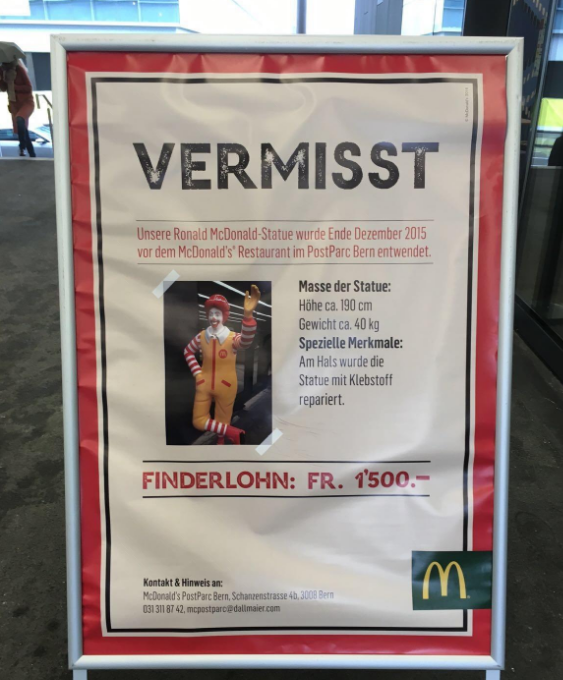 VERMISST
Unsere Ronald McDonald-Statue wurde Ende Dezember 2015
vor dem McDonald's® Restaurant im PostParc Bern entwendet.
Masse der Statue:
Höhe ca. 190 cm
Gewicht ca. 40 kg
Spezielle Merkmale:
Am Hals wurde die
Statue mit Klebstoff
repariert.
FINDERLOHN: FR. 1'500.–
Kontakt & Hinweis an:
McDonald's PostParc Bern, Schanzenstrasse 4b, 3008 Bern
031 311 87 42, mcpostparc@dallmaier.com